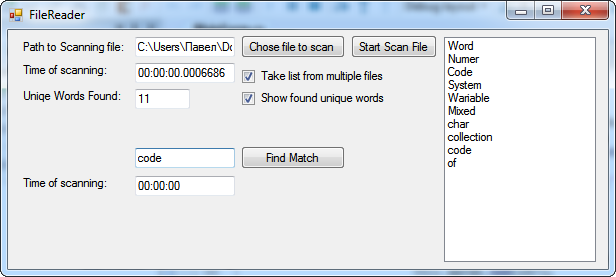 FileReader
Path to Scanning file: C:\Users\Павел\Do Chose file to scan Start Scan File
Time of scanning: 00:00:00.0006686 Take list from multiple files
Uniqe Words Found: 11 Show found unuque words
code Find Match
Time of scanning: 00:00:00
Word
Numer
Code
System
Wariable
Mixed
char
collection
code
of